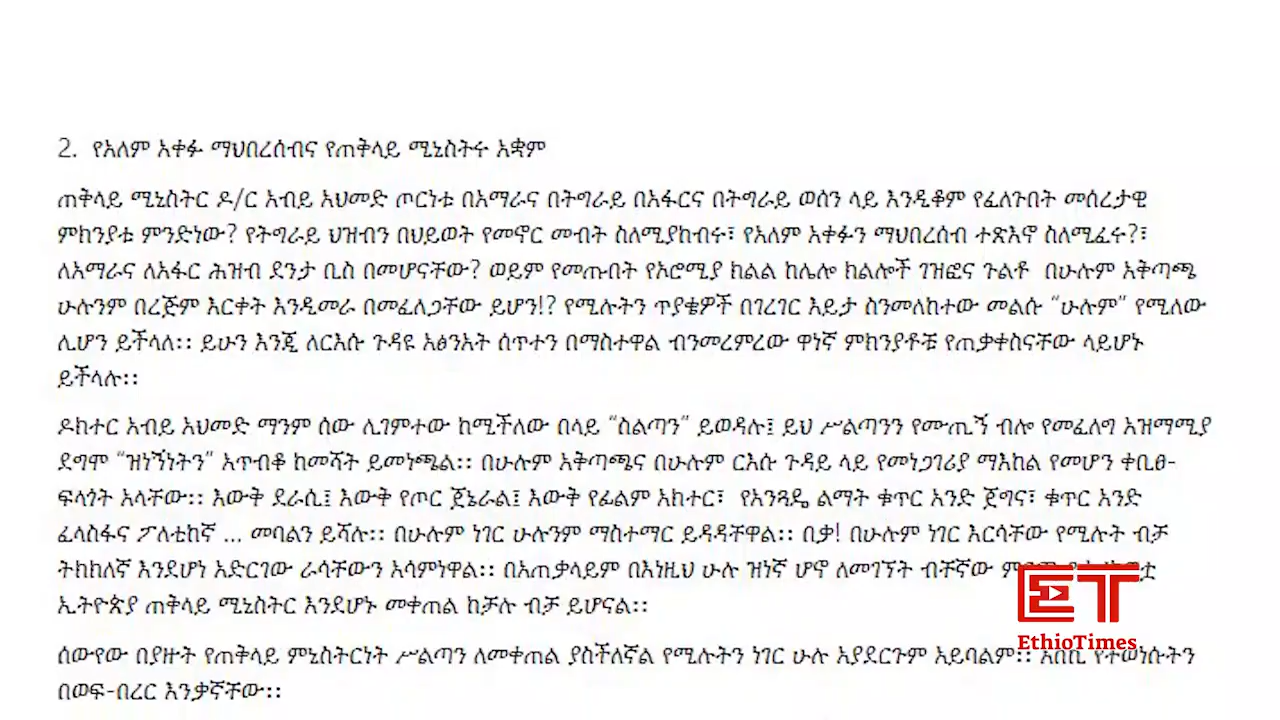 2. የአለም አቀፉ ማህበረሰብና የጠቅላይ ሚኒስትሩ አቋም
ጠቅላይ ሚኒስትር ዶ/ር አብይ አህመድ ጦርነቱ በአማራና በትግራይ በአፋርና በትግራይ ወሰን ላይ እንዲቆም የፈለጉበት መሰረታዊ
ምክንያቱ ምንድነው? የትግራይ ህዝብን በህይወት የመኖር መብት ስለሚያከብሩ፣ የአለም አቀፉን ማህበረሰብ ተጽእኖ ስለሚፈሩ?፣
ለአማራና ለአፋር ሕዝብ ደንታ ቢስ በመሆናቸው? ወይም የመጡበት የኦሮሚያ ክልል ከሌሎ ክልሎች ገዝፎና ጉልቶ በሁሉም አቅጣጫ
ሁሉንም በረጅም እርቀት እንዲመራ በመፈለጋቸው ይሆን!? የሚሉትን ጥያቄዎች በገረገር እይታ ስንመለከተው መልሱ “ሁሉም” የሚለው
ሊሆን ይችላለ፡፡ ይሁን እንጂ ለርእሱ ጉዳዩ አፅንኦት ሰጥተን በማስተዋል ብንመረምረው ዋነኛ ምክንያቶቹ የጠቃቀስናቸው ላይሆኑ
ይችላሉ፡፡
ዶክተር አብይ አህመድ ማንም ሰው ሊገምተው ከሚችለው በላይ “ስልጣን” ይወዳሉ፤ ይህ ሥልጣንን የሙጢኝ ብሎ የመፈለግ አዝማሚያ
ደግሞ “ዝነኝነትን” አጥብቆ ከመሻት ይመነጫል፡፡ በሁሉም አቅጣጫና በሁሉም ርእሱ ጉዳይ ላይ የመነጋገሪያ ማእከል የመሆን ቀቢፀ-
ፍላጎት አላቸው፡፡ እውቅ ደራሲ፤ እውቅ የጦር ጀኔራል፤ እውቅ የፊልም አክተር፣ የአንጓዴ ልማት ቁጥር አንድ ጀግና፣ ቁጥር አንድ
ፈላስፋና ፖለቲከኛ ... መባልን ይሻሉ፡፡ በሁሉም ነገር ሁሉንም ማስተማር ይዳዳቸዋል፡፡ በቃ! በሁሉም ነገር እርሳቸው የሚሉት ብቻ
ትክክለኛ እንደሆነ አድርገው ራሳቸውን አሳምነዋል፡፡ በአጠቃላይም በእነዚህ ሁሉ ዝነኛ ሆኖ ለመገኘት ብቸኛው
ኢትዮጵያ ጠቅላይ ሚኒስትር እንደሆኑ መቀጠል ከቻሉ ብቻ ይሆናል፡፡
ሰውየው በያዙት የጠቅላይ ምኒስትርነት ሥልጣን ለመቀጠል ያስችለኛል የሚሉትን ነገር ሁሉ አያደርጉም አይባልም፡፡
በወፍ-በረር እንቃኛቸው፡፡
ET
EthioTimes